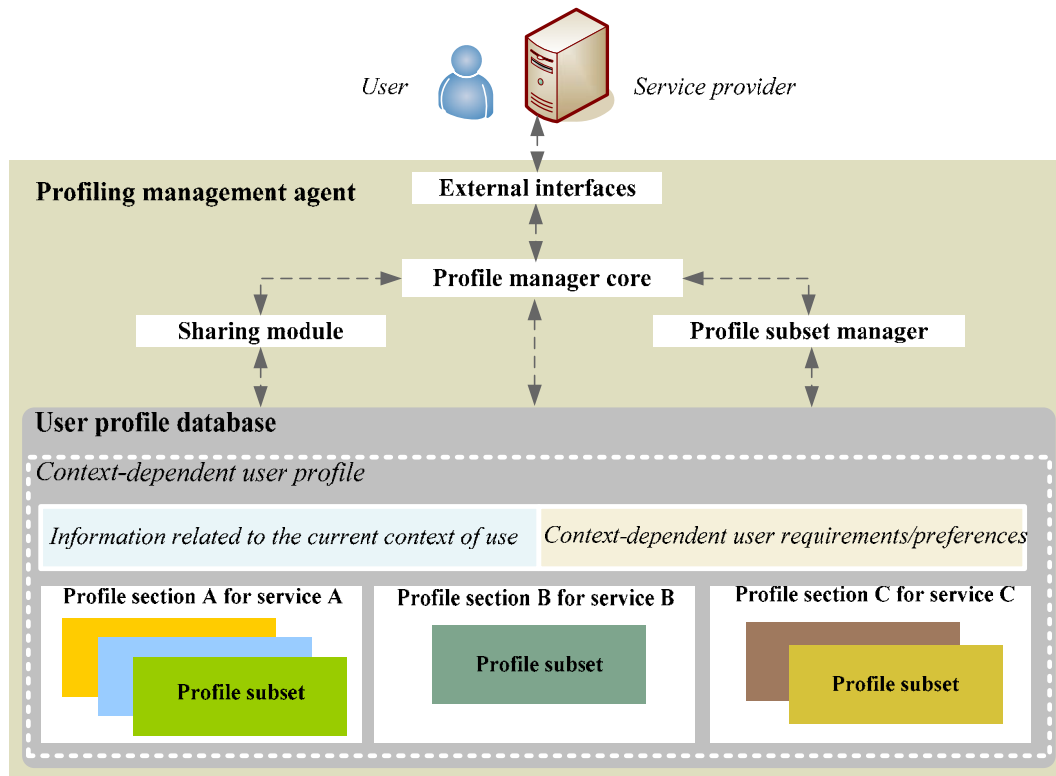 User
Service provider
Profiling management agent
External interfaces
Profile manager core
Sharing module
Profile subset manager
User profile database
Context-dependent user profile
Information related to the current context of use
Context-dependent user requirements/preferences
Profile section A for service A
Profile section B for service B
Profile section C for service C
Profile subset
Profile subset
Profile subset